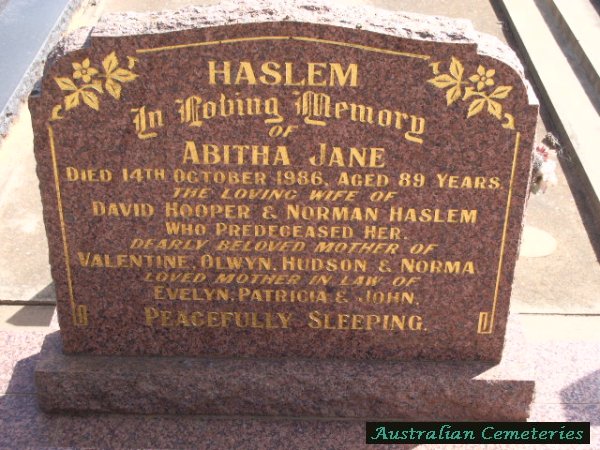 HASLEM
In Loving Memory
OF
ABITHA JANE
DIED 14TH OCTOBER 1986, AGED 89 YEARS.
THE LOVING WIFE OF
DAVID HOOPER & NORMAN HASLEM
WHO PREDECEASED HER.
DEARLY BELOVED MOTHER OF
VALENTINE, OLWYN, HUDSON & NORMA
LOVED MOTHER IN LAW OF
EVELYN, PATRICIA & JOHN,
PEACEFULLY SLEEPING.
Australian Cemeteries